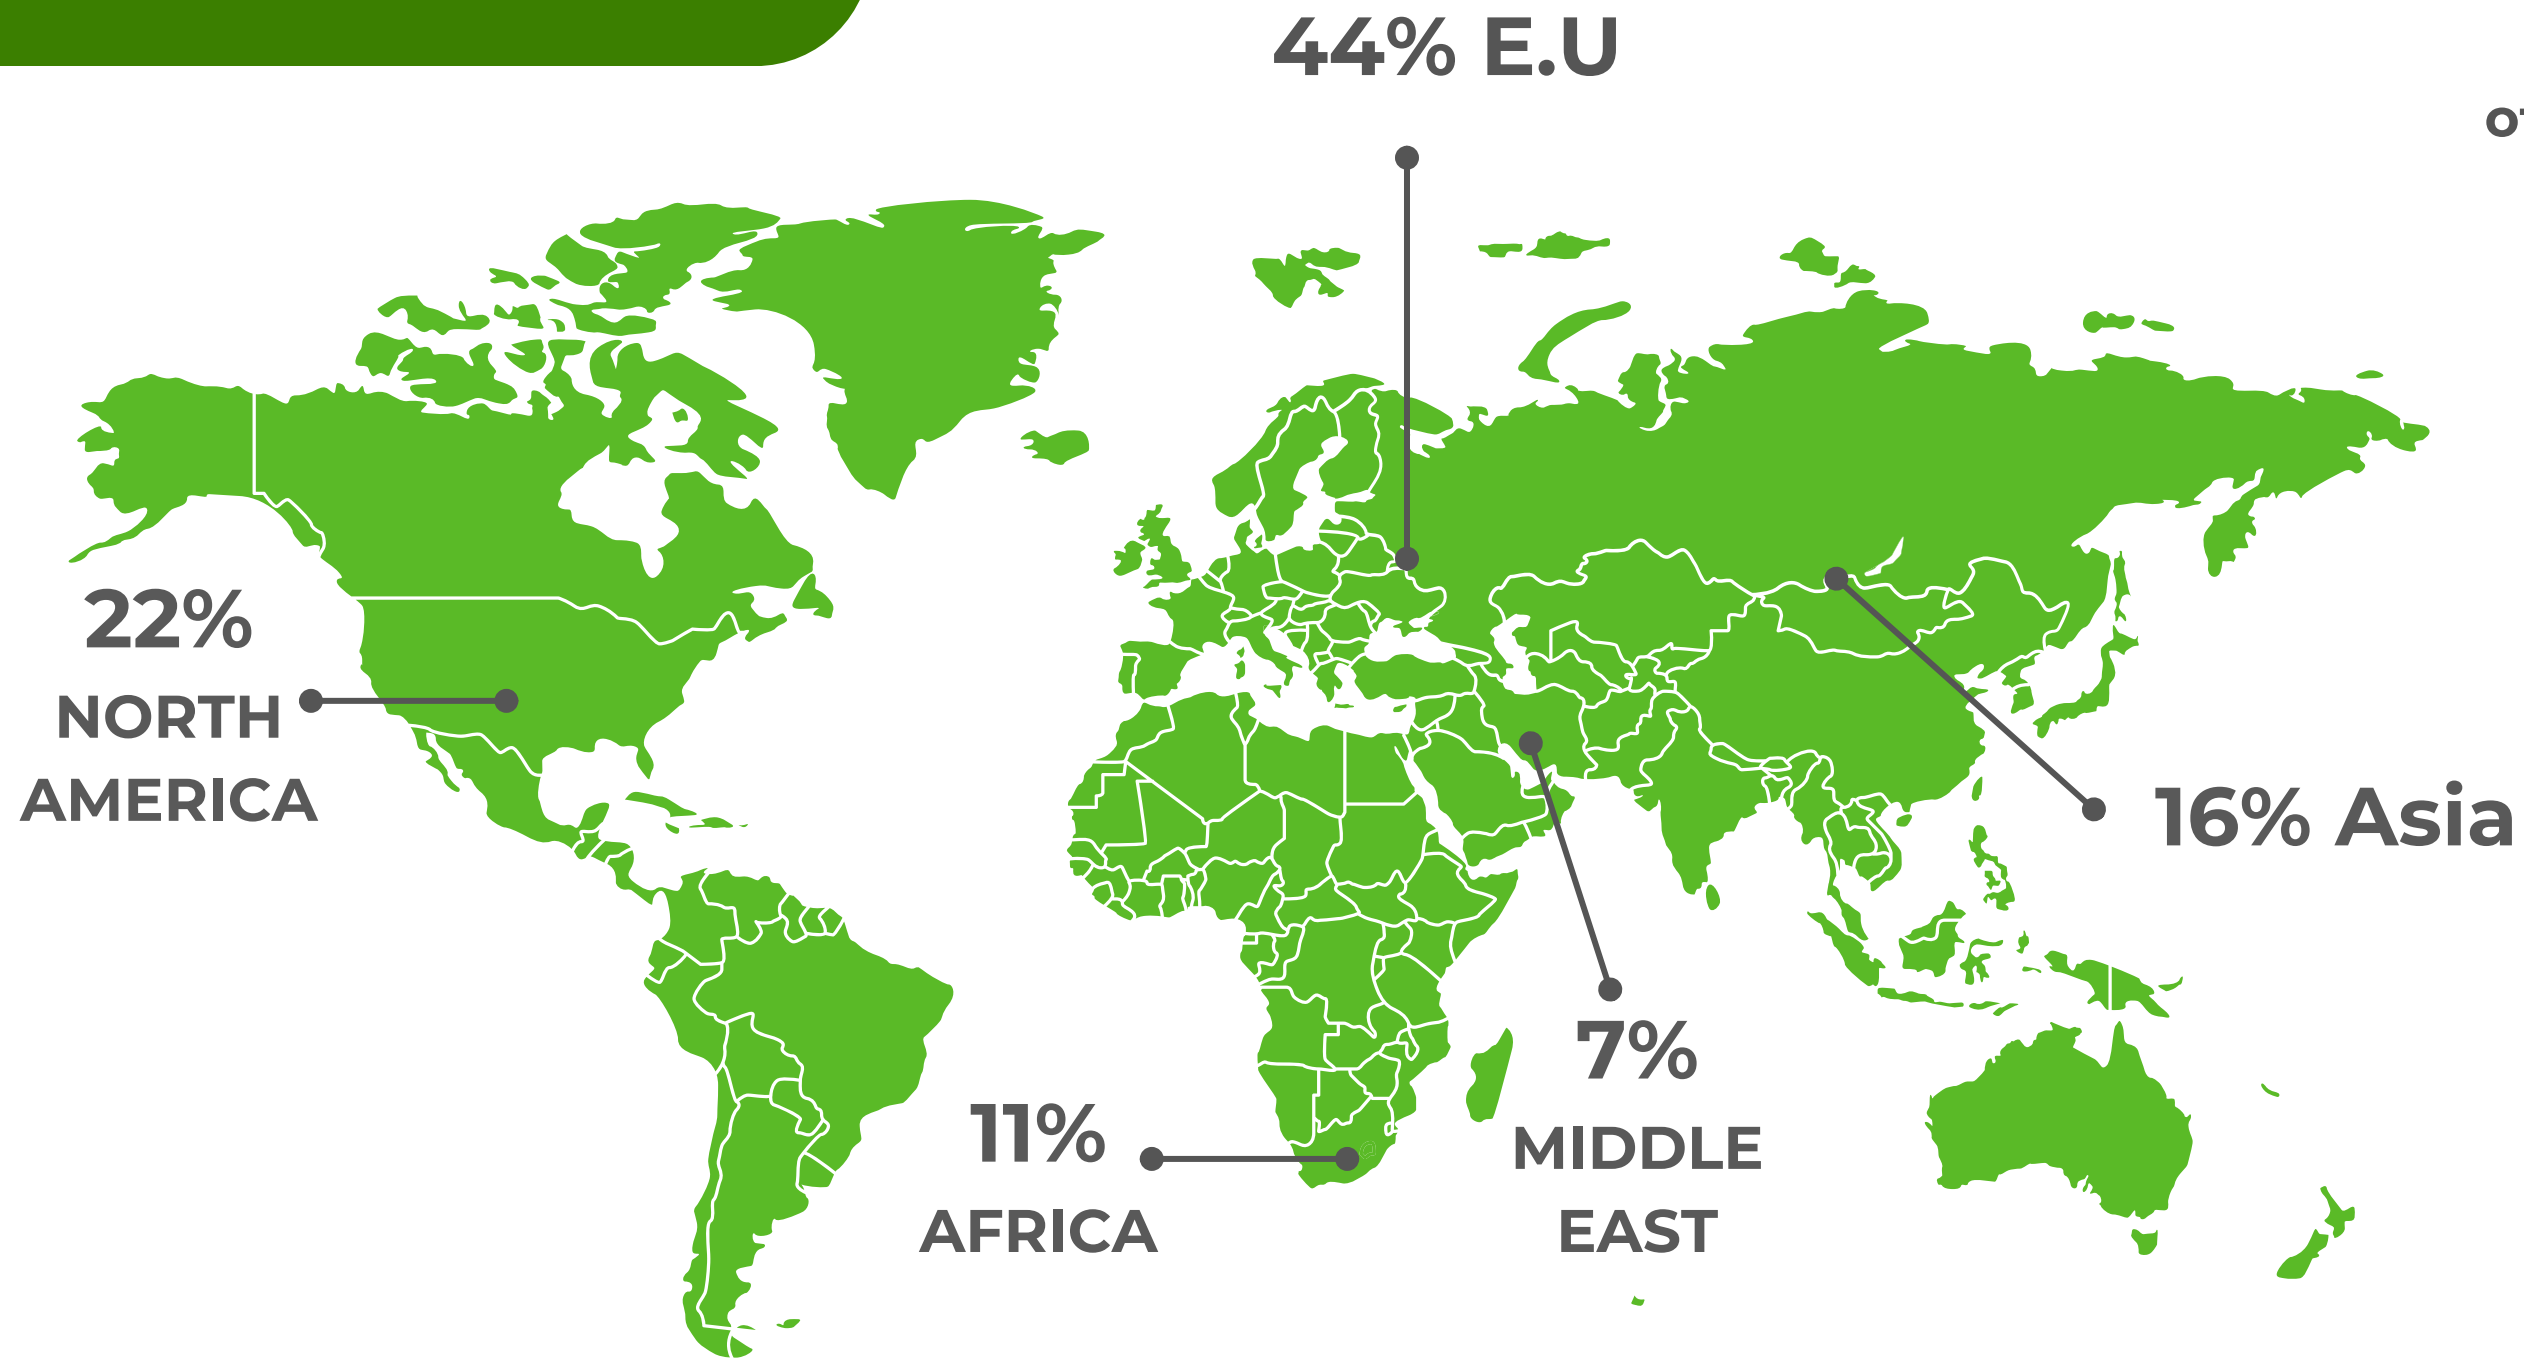 44% E.U
22%
NORTH
AMERICA
16% Asia
7%
MIDDLE
EAST
11%
AFRICA